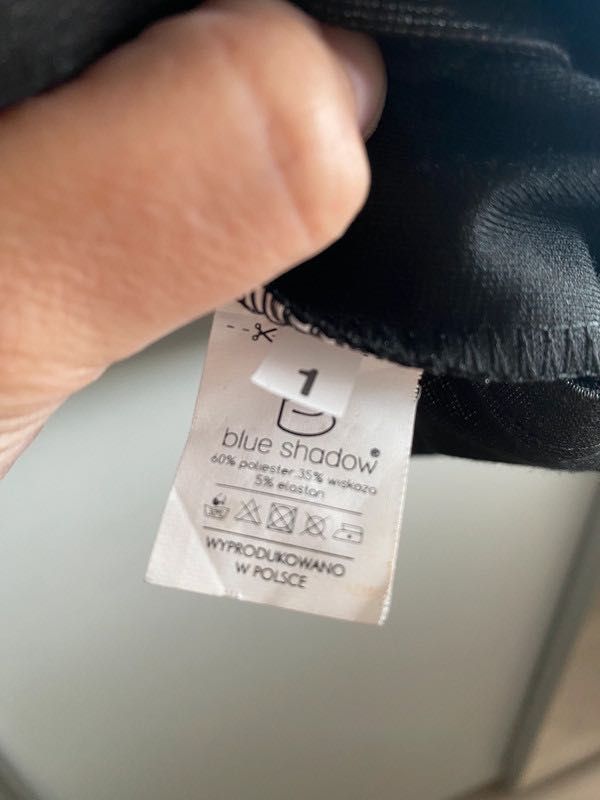 1
B
blue shadow®
60% poliester 35% wiskoza
5% elastan
WYPRODUKOWANO
W POLSCE